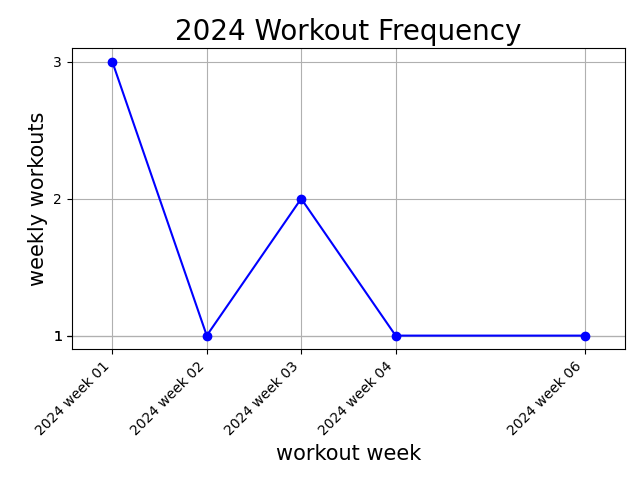 2024 Workout Frequency
weekly workouts
3
2
1
2024 week 01
2024 week 02
2024 week 03
2024 week 04
2024 week 06
workout week